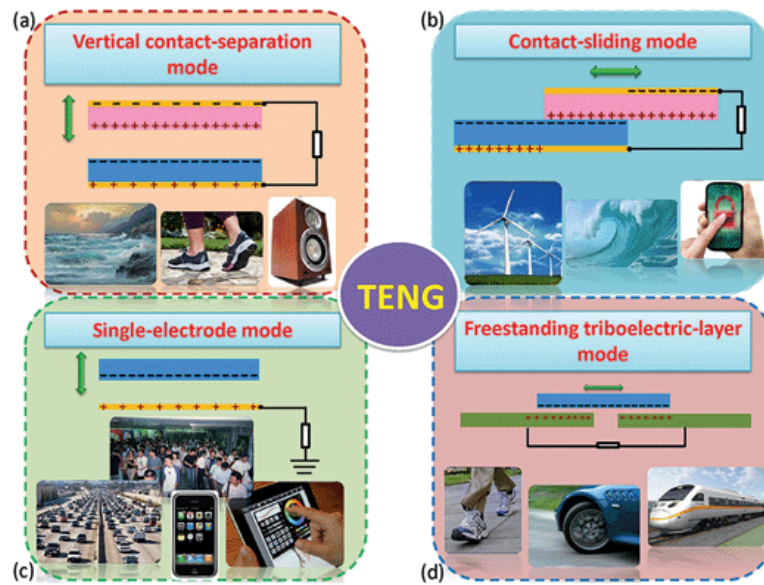 (a)
Vertical contact-separation
mode
(b)
Contact-sliding mode
TENG
Single-electrode mode
(c)
Freestanding triboelectric-layer
mode
(d)